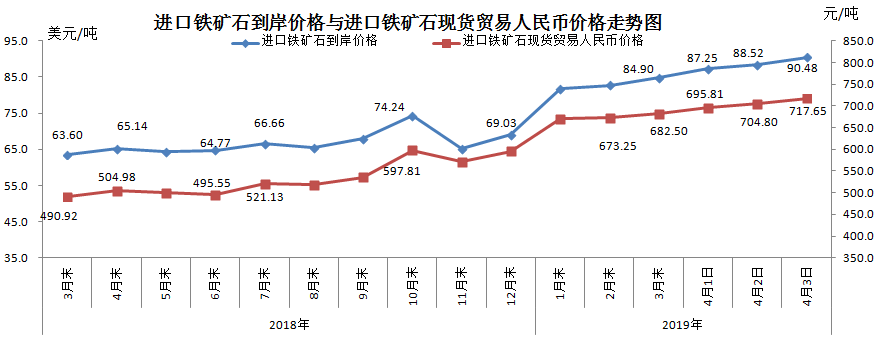 进口铁矿石到岸价格与进口铁矿石现货贸易人民币价格走势图
美元/吨
元/吨
进口铁矿石到岸价格
进口铁矿石现货贸易人民币价格
95.0
85.0
75.0
65.0
55.0
45.0
35.0
850.0
800.0
750.0
700.0
650.0
600.0
550.0
500.0
450.0
400.0
350.0
63.60
65.14
64.77
66.66
74.24
69.03
84.90
87.25
88.52
90.48
490.92
504.98
495.55
521.13
597.81
673.25
682.50
695.81
704.80
717.65
3月末
4月末
5月末
6月末
7月末
8月末
9月末
10月末
11月末
12月末
1月末
2月末
3月末
4月1日
4月2日
4月3日
2018年
2019年